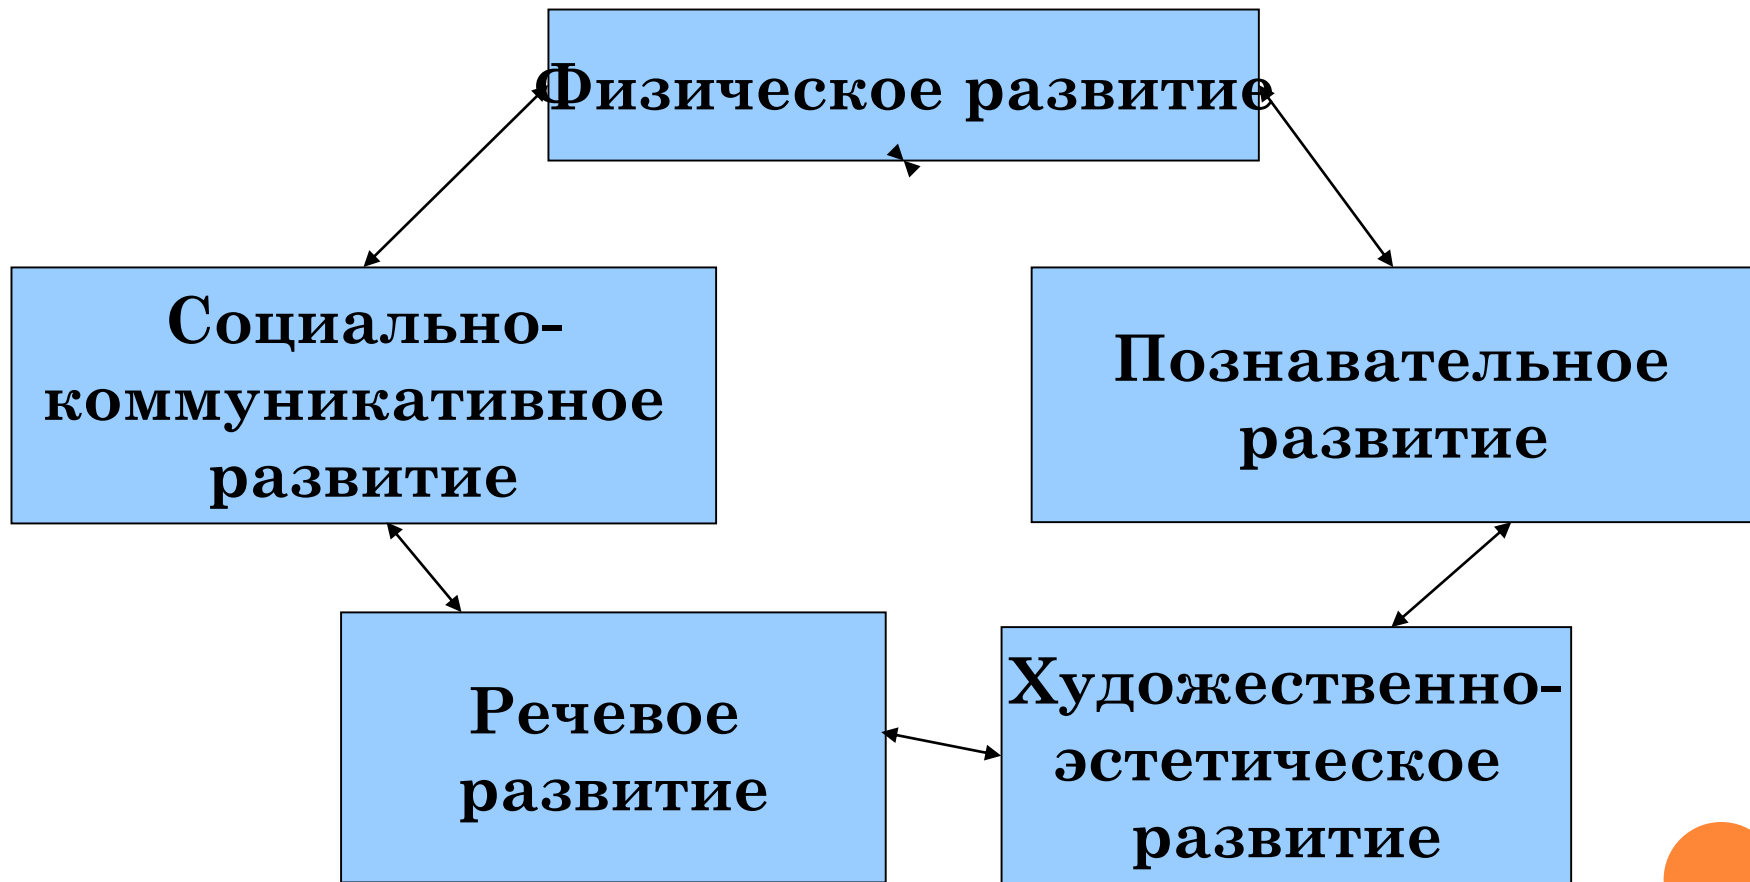 Физическое развитие
Социально-
коммуникативное
развитие
Познавательное
развитие
Речевое
развитие
Художественно-
эстетическое
развитие